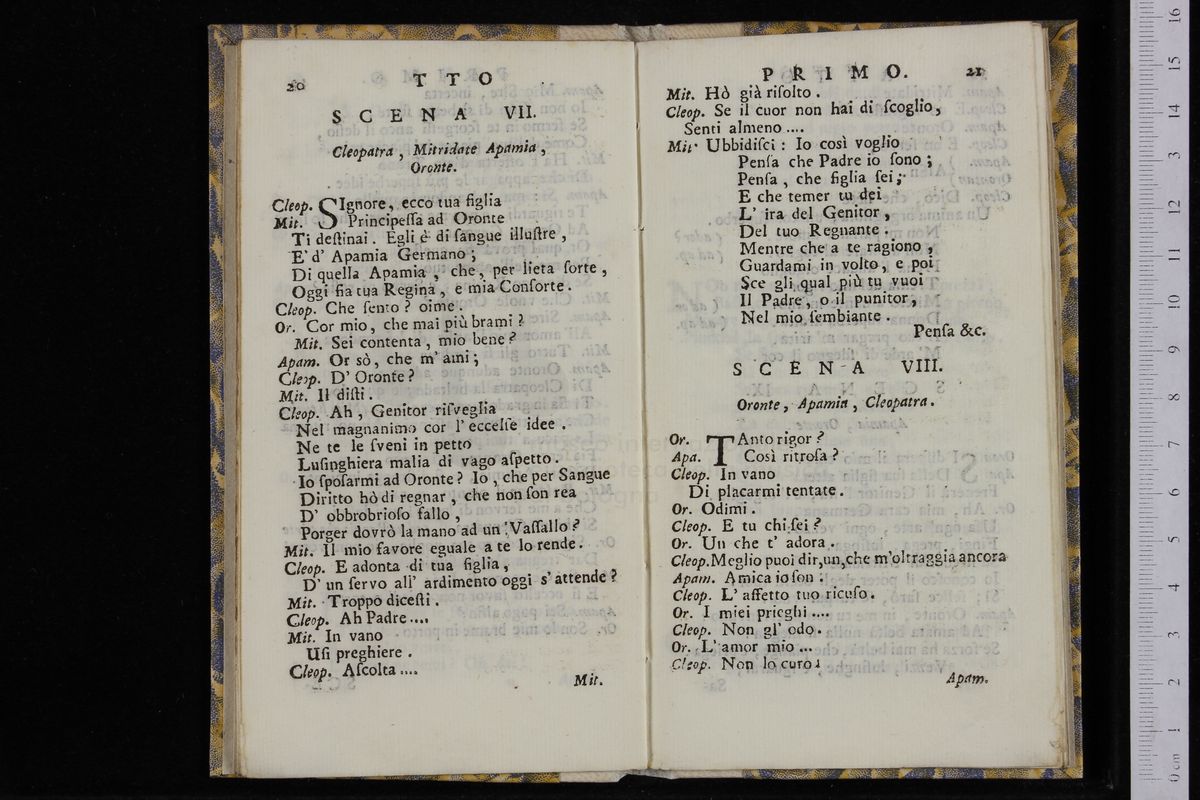 20 TTO
SCENA VII.
Cleopatra, Mitridate Apamia,
Oronte.
Cleop. SIgnore, ecco tua figlia
Mit. Principeſſa ad Oronte
Ti deſtinai. Egli è di ſangue illuſtre,
E' d' Apamia Germano;
Di quella Apamia, che, per lieta ſorte,
Oggi fia tua Regina, e mia Conſorte.
Cleop. Che ſento? oime.
Or. Cor mio, che mai più brami?
Mit. Sei contenta, mio bene?
Apam. Or sò, che m' ami;
Cleop. D' Oronte?
Mit. Il diſti.
Cleop. Ah, Genitor riſveglia
Nel magnanimo cor l' eccelſe idee.
Ne te le ſveni in petto
Luſinghiera malia di vago aſpetto.
Io ſpoſarmi ad Oronte? Io, che per Sangue
Diritto hò di regnar, che non ſon rea
D' obbrobrioſo fallo,
Porger dovrò la mano ad un Vaſſallo?
Mit. Il mio favore eguale a te lo rende.
Cleop. E adonta di tua figlia,
D' un ſervo all' ardimento oggi s' attende?
Mit. Troppo diceſti.
Cleop. Ah Padre....
Mit. In vano
Uſi preghiere.
Cleop. Aſcolta....
Mit.
PRIMO. 21
Mit. Hò già riſolto.
Cleop. Se il cuor non hai di ſcoglio,
Senti almeno....
Mit. Ubbidiſci: Io così voglio
Penſa che Padre io ſono;
Penſa, che figlia ſei;
E che temer tu dei
L' ira del Genitor,
Del tuo Regnante.
Mentre che a te ragiono,
Guardami in volto, e poi
Sce gli qual più tu vuoi
Il Padre, o il punitor,
Nel mio ſembiante.
Penſa &c.
SCENA VIII.
Oronte, Apamia, Cleopatra.
Or. TAnto rigor?
Apa. Così ritroſa?
Cleop. In vano
Di placarmi tentate.
Or. Odimi.
Cleop. E tu chi ſei?
Or. Un che t' adora.
Cleop. Meglio puoi dir, un, che m'oltraggia ancora
Apam. Amica io ſon:
Cleop. L' affetto tuo ricuſo.
Or. I miei prieghi....
Cleop. Non gl' odo.
Or. L' amor mio...
Cleop. Non lo curo:
Apam.